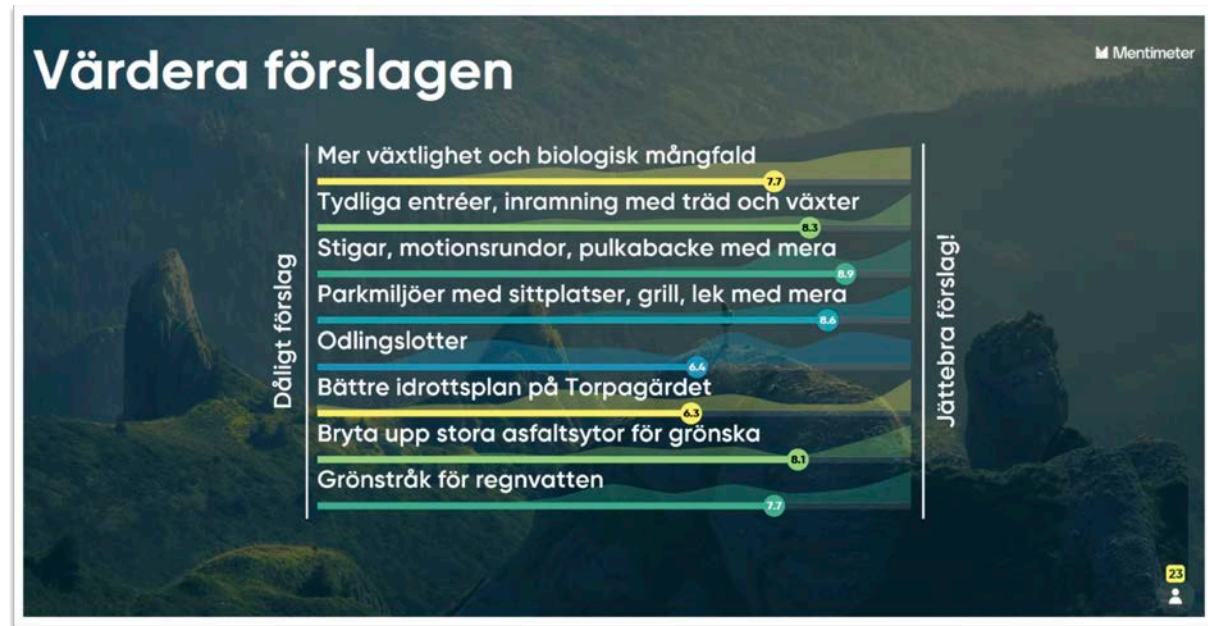 Värdera förslagen
Mentimeter
Dåligt förslag
Mer växtlighet och biologisk mångfald
7.7
Tydliga entréer, inramning med träd och växter
8.3
Stigar, motionsrundor, pulkabacke med mera
8.9
Parkmiljöer med sittplatser, grill, lek med mera
8.6
Odlingslotter
6.4
Bättre idrottsplan på Torpagärdet
6.3
Bryta upp stora asfaltsytor för grönska
8.1
Grönstråk för regnvatten
7.7
Jättebra förslag!
23